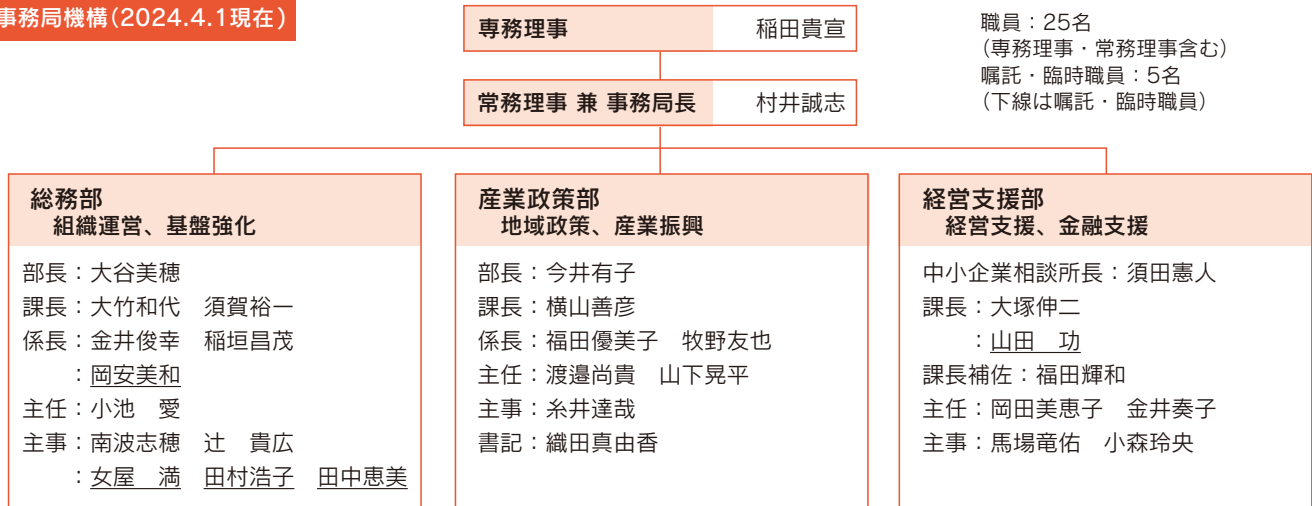 事務局機構(2024.4.1現在)
専務理事 稲田貴宣
常務理事 兼 事務局長 村井誠志
職員：25名
(専務理事・常務理事含む)
嘱託・臨時職員：5名
(下線は嘱託・臨時職員)
総務部
組織運営、基盤強化
部長：大谷美穂
課長：大竹和代 須賀裕一
係長：金井俊幸 稲垣昌茂
：岡安美和
主任：小池 愛
主事：南波志穂 辻 貴広
：女屋 満 田村浩子 田中恵美
産業政策部
地域政策、産業振興
部長：今井有子
課長：横山善彦
係長：福田優美子 牧野友也
主任：渡邉尚貴 山下晃平
主事：糸井達哉
書記：織田真由香
経営支援部
経営支援、金融支援
中小企業相談所長：須田憲人
課長：大塚伸二
：山田 功
課長補佐：福田輝和
主任：岡田美恵子 金井奏子
主事：馬場竜佑 小森玲央